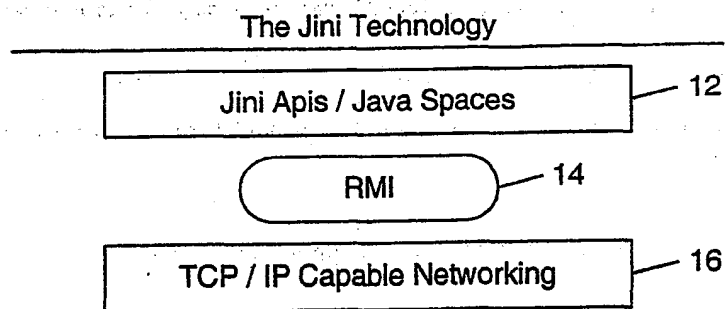 The Jini Technology
Jini Apis / Java Spaces
12
RMI
14
TCP / IP Capable Networking
16